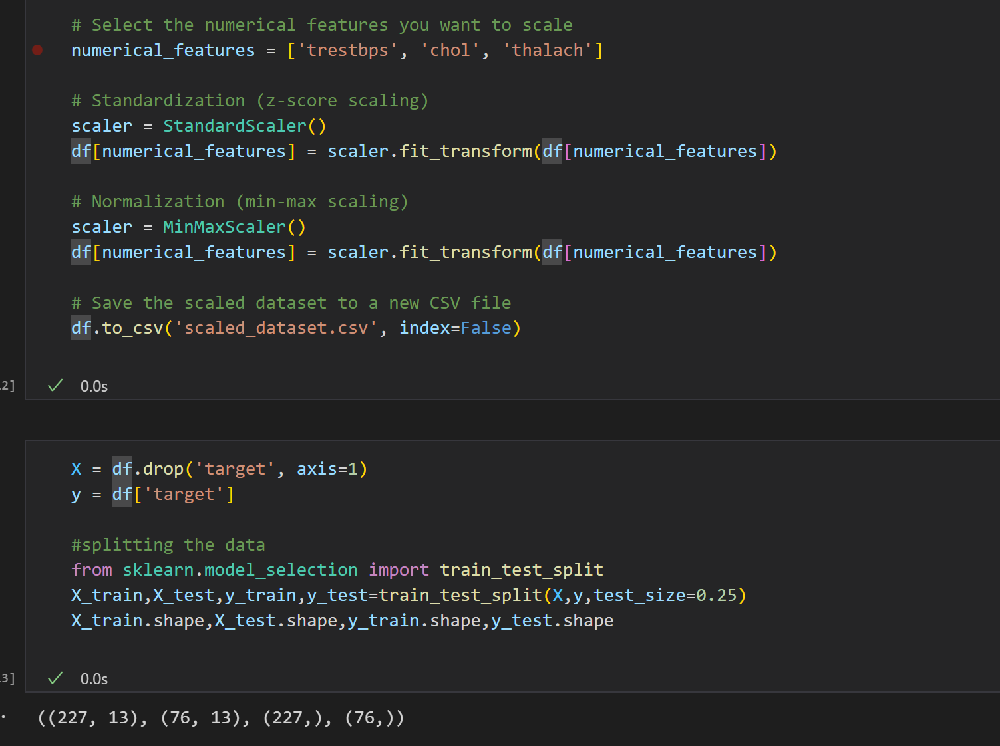 # Select the numerical features you want to scale
numerical_features = ['trestbps', 'chol', 'thalach']
# Standardization (z-score scaling)
scaler = StandardScaler()
df[numerical_features] = scaler.fit_transform(df[numerical_features])
# Normalization (min-max scaling)
scaler = MinMaxScaler()
df[numerical_features] = scaler.fit_transform(df[numerical_features])
# Save the scaled dataset to a new CSV file
df.to_csv('scaled_dataset.csv', index=False)
2] 0.0s
X = df.drop('target', axis=1)
y = df['target']
#splitting the data
from sklearn.model_selection import train_test_split
X_train,X_test,y_train,y_test=train_test_split(X,y,test_size=0.25)
X_train.shape,X_test.shape,y_train.shape,y_test.shape
3] 0.0s
((227, 13), (76, 13), (227,), (76,))